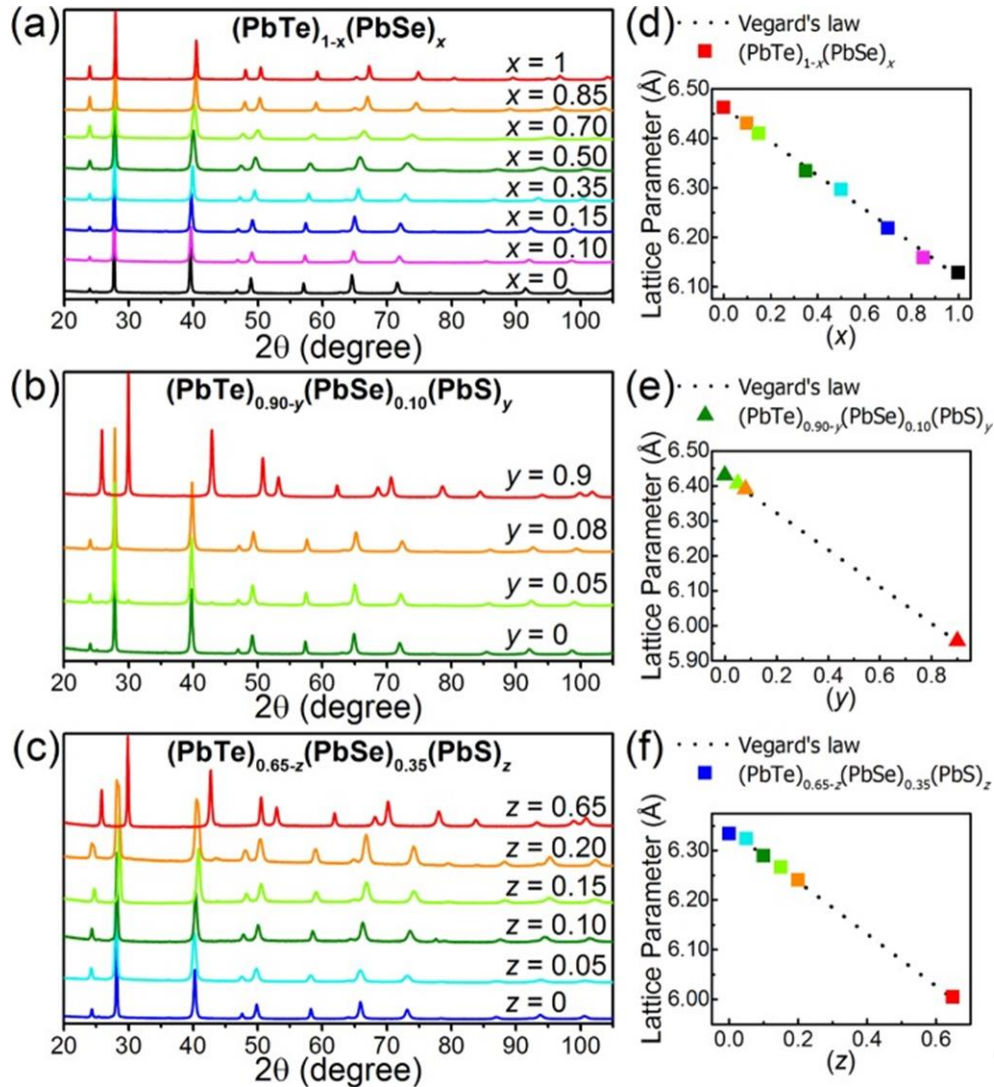 (a)
(PbTe)1-x(PbSe)x
x = 1
x = 0.85
x = 0.70
x = 0.50
x = 0.35
x = 0.15
x = 0.10
x = 0
20 30 40 50 60 70 80 90 100
2θ (degree)
(d)
Vegard's law
(PbTe)1-x(PbSe)x
Lattice Parameter (Å)
6.50
6.40
6.30
6.20
6.10
0.0 0.2 0.4 0.6 0.8 1.0
(x)
(b)
(PbTe)0.90-y(PbSe)0.10(PbS)y
y = 0.9
y = 0.08
y = 0.05
y = 0
20 30 40 50 60 70 80 90 100
2θ (degree)
(e)
Vegard's law
(PbTe)0.90-y(PbSe)0.10(PbS)y
Lattice Parameter (Å)
6.50
6.40
6.30
6.20
6.10
6.00
5.90
0.0 0.2 0.4 0.6 0.8
(y)
(c)
(PbTe)0.65-z(PbSe)0.35(PbS)z
z = 0.65
z = 0.20
z = 0.15
z = 0.10
z = 0.05
z = 0
20 30 40 50 60 70 80 90 100
2θ (degree)
(f)
Vegard's law
(PbTe)0.65-z(PbSe)0.35(PbS)z
Lattice Parameter (Å)
6.30
6.20
6.10
6.00
0.0 0.2 0.4 0.6
(z)